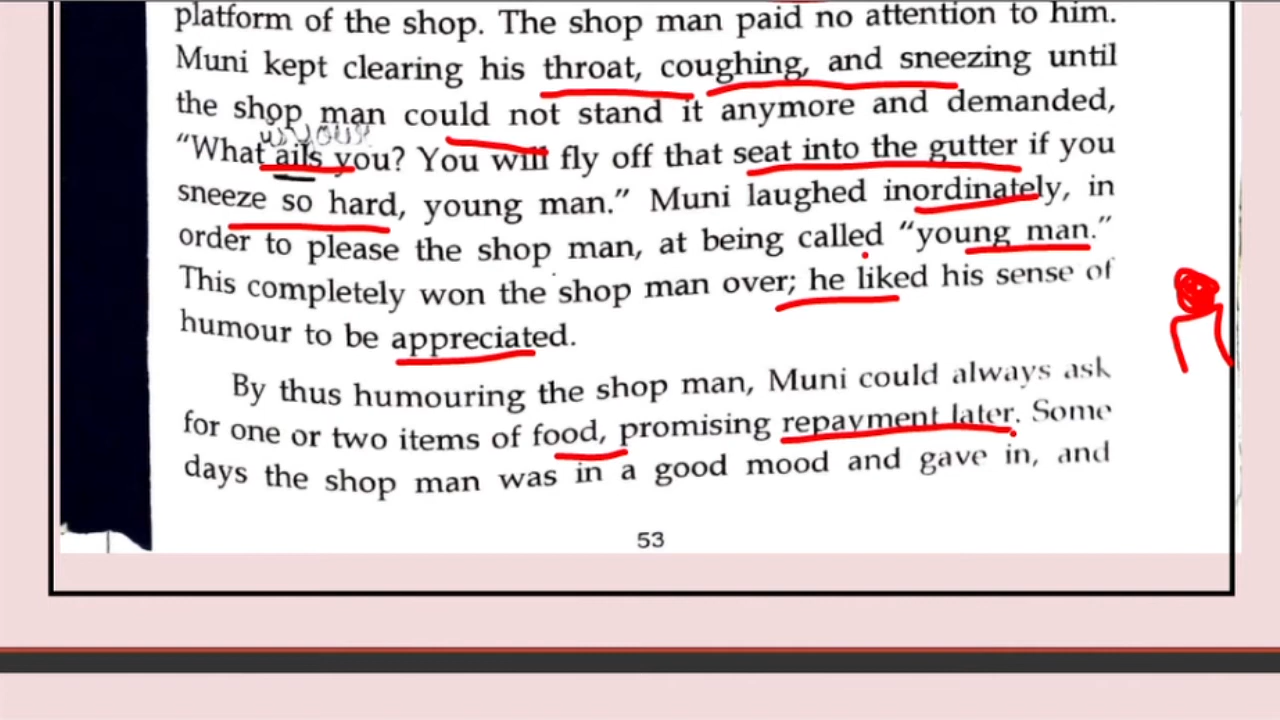 platform of the shop. The shop man paid no attention to him.
Muni kept clearing his throat, coughing, and sneezing until
the shop man could not stand it anymore and demanded,
“What ails you? You will fly off that seat into the gutter if you
sneeze so hard, young man.” Muni laughed inordinately, in
order to please the shop man, at being called “young man.”
This completely won the shop man over; he liked his sense of
humour to be appreciated.
By thus humouring the shop man, Muni could always ask
for one or two items of food, promising repayment later. Some
days the shop man was in a good mood and gave in, and
53